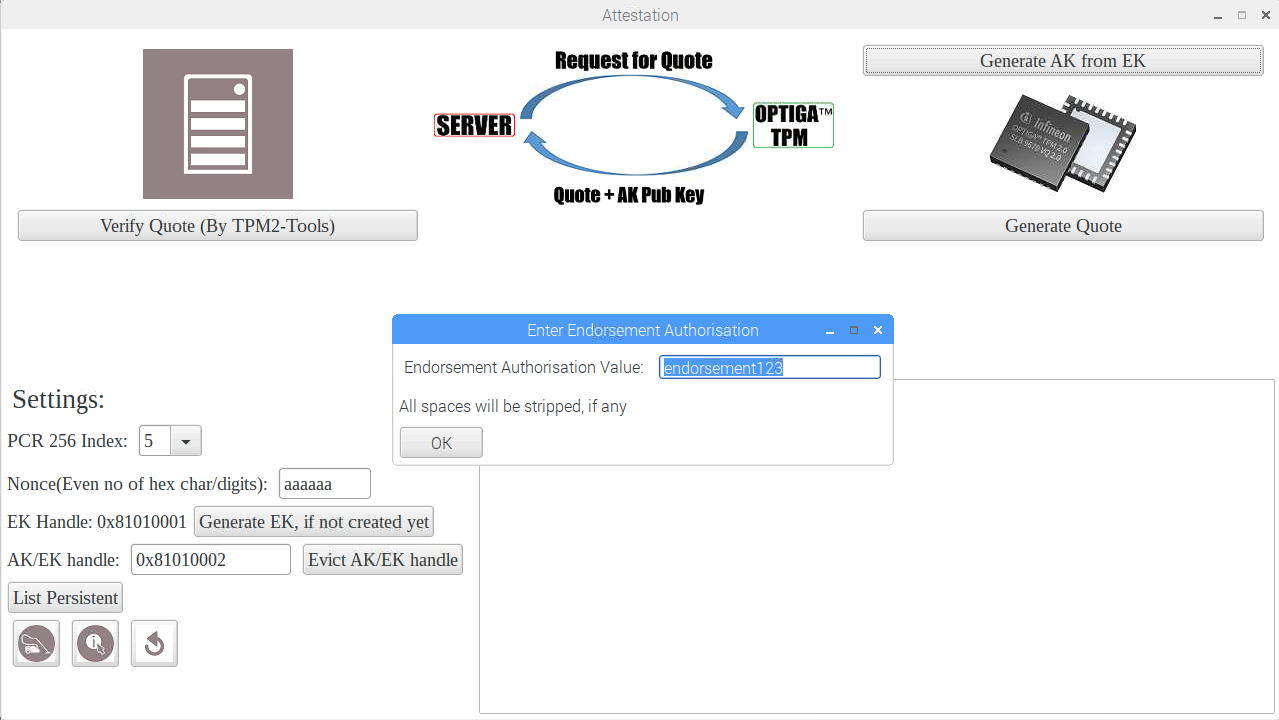 Attestation
Request for Quote
SERVER
OPTIGA™
TPM
Quote + AK Pub Key
Verify Quote (By TPM2-Tools)
Generate AK from EK
infineon
OPTIGA™ TPM 2.0
SLB 9670 VQ 2.0
Generate Quote
Enter Endorsement Authorisation
Endorsement Authorisation Value: endorsement123
All spaces will be stripped, if any
OK
Settings:
PCR 256 Index: 5
Nonce(Even no of hex char/digits): aaaaaa
EK Handle: 0x81010001 Generate EK, if not created yet
AK/EK handle: 0x81010002 Evict AK/EK handle
List Persistent